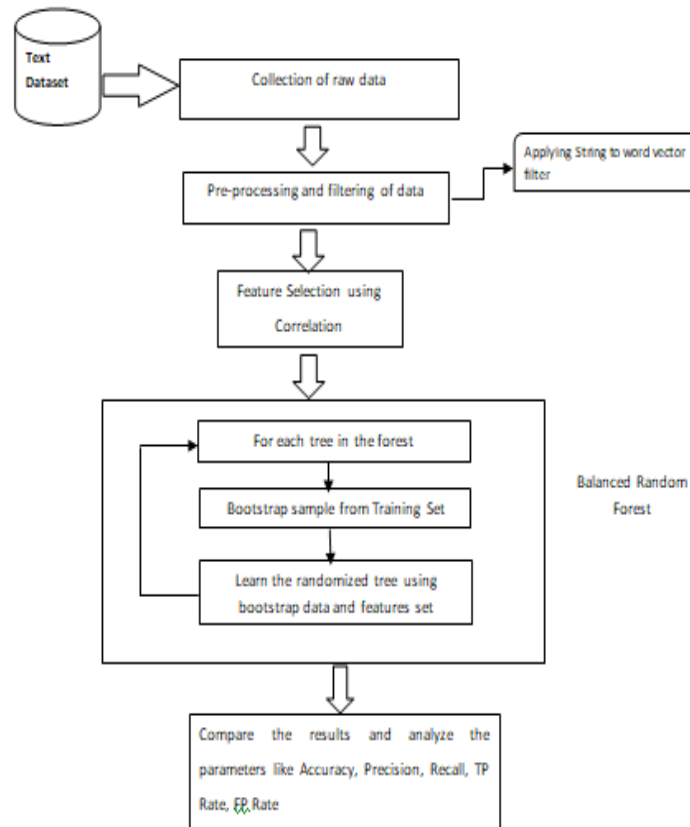 Text
Dataset
Collection of raw data
Pre-processing and filtering of data
Applying String to word vector
filter
Feature Selection using
Correlation
For each tree in the forest
Bootstrap sample from Training Set
Learn the randomized tree using
bootstrap data and features set
Balanced Random
Forest
Compare the results and analyze the
parameters like Accuracy, Precision, Recall, TP
Rate, FP Rate